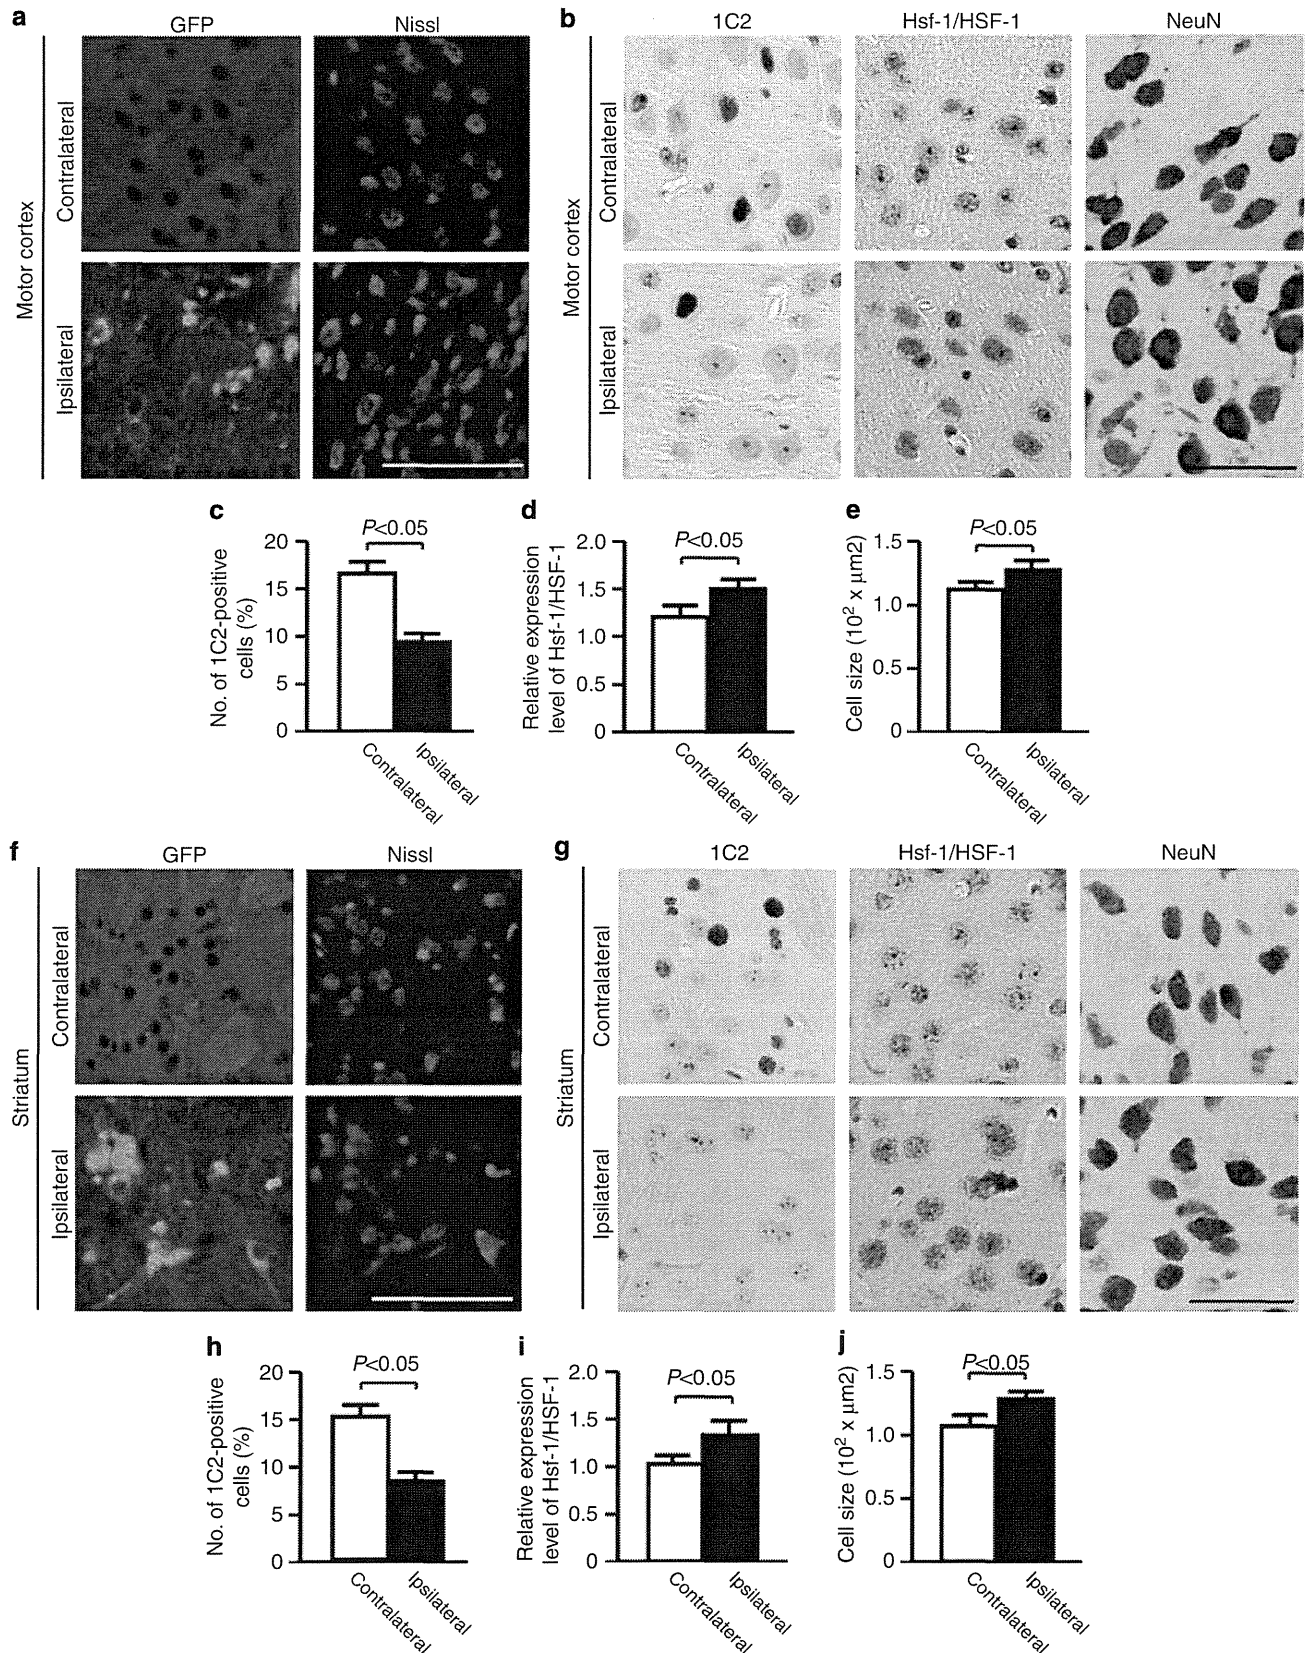 a
GFP
Nissl
Motor cortex
Contralateral
Ipsilateral
b
1C2
Hsf-1/HSF-1
NeuN
Motor cortex
Contralateral
Ipsilateral
c
P<0.05
No. of 1C2-positive
cells (%)
20
15
10
5
0
Contralateral
Ipsilateral
d
P<0.05
Relative expression
level of Hsf-1/HSF-1
2.0
1.5
1.0
0.5
0
Contralateral
Ipsilateral
e
P<0.05
Cell size (10² x µm2)
1.5
1.0
0.5
0
Contralateral
Ipsilateral
f
GFP
Nissl
Striatum
Contralateral
Ipsilateral
g
1C2
Hsf-1/HSF-1
NeuN
Striatum
Contralateral
Ipsilateral
h
P<0.05
No. of 1C2-positive
cells (%)
20
15
10
5
0
Contralateral
Ipsilateral
i
P<0.05
Relative expression
level of Hsf-1/HSF-1
2.0
1.5
1.0
0.5
0
Contralateral
Ipsilateral
j
P<0.05
Cell size (10² x µm2)
1.5
1.0
0.5
0
Contralateral
Ipsilateral